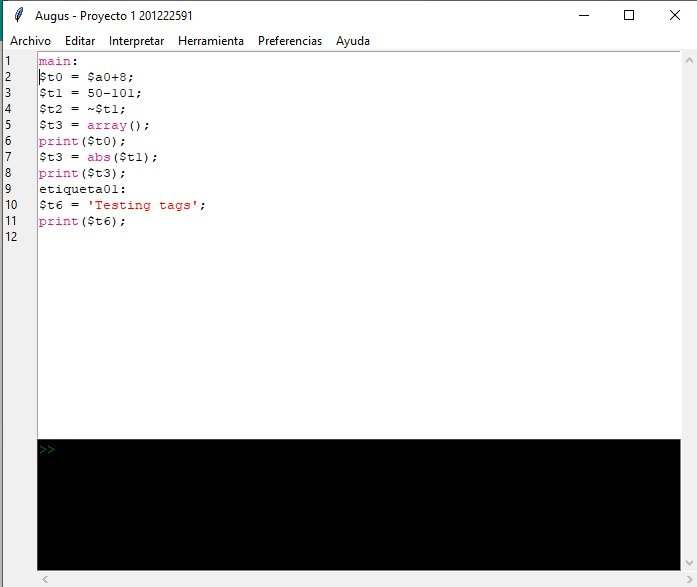 Augus - Proyecto 1 201222591
Archivo Editar Interpretar Herramienta Preferencias Ayuda
1 main:
2 $t0 = $a0+8;
3 $t1 = 50-101;
4 $t2 = ~$t1;
5 $t3 = array();
6 print($t0);
7 $t3 = abs($t1);
8 print($t3);
9 etiqueta01:
10 $t6 = 'Testing tags';
11 print($t6);
12
>>